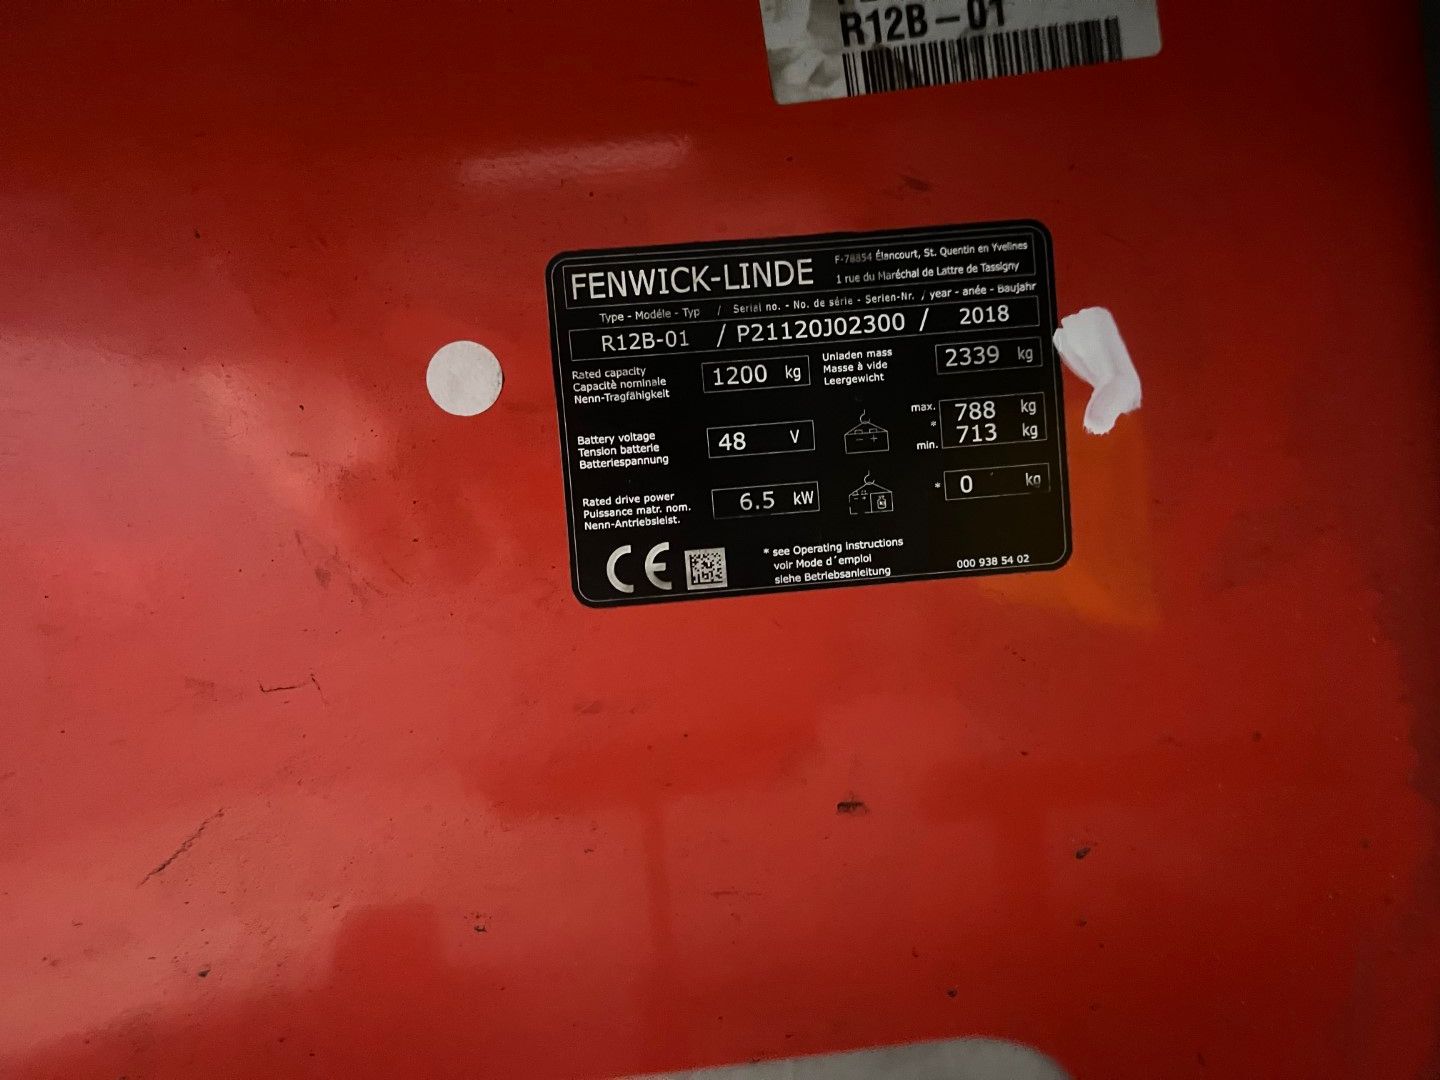 R12B-01
FENWICK-LINDE
F-78854 Élancourt, St. Quentin en Yvelines
1 rue du Maréchal de Lattre de Tassigny
Type - Modéle - Typ / Serial no. - No. de série - Serien-Nr. / year - anée - Baujahr
R12B-01 / P21120J02300 / 2018
Rated capacity
Capacitè nominale
Nenn-Tragfähigkeit
1200 kg
Unladen mass
Masse à vide
Leergewicht
2339 kg
Battery voltage
Tension batterie
Batteriespannung
48 V
max. 788 kg
*
min. 713 kg
Rated drive power
Puissance matr. nom.
Nenn-Antriebsleist.
6.5 kW
* 0 kg
CE
* see Operating instructions
voir Mode d´emploi
siehe Betriebsanleitung
000 938 54 02